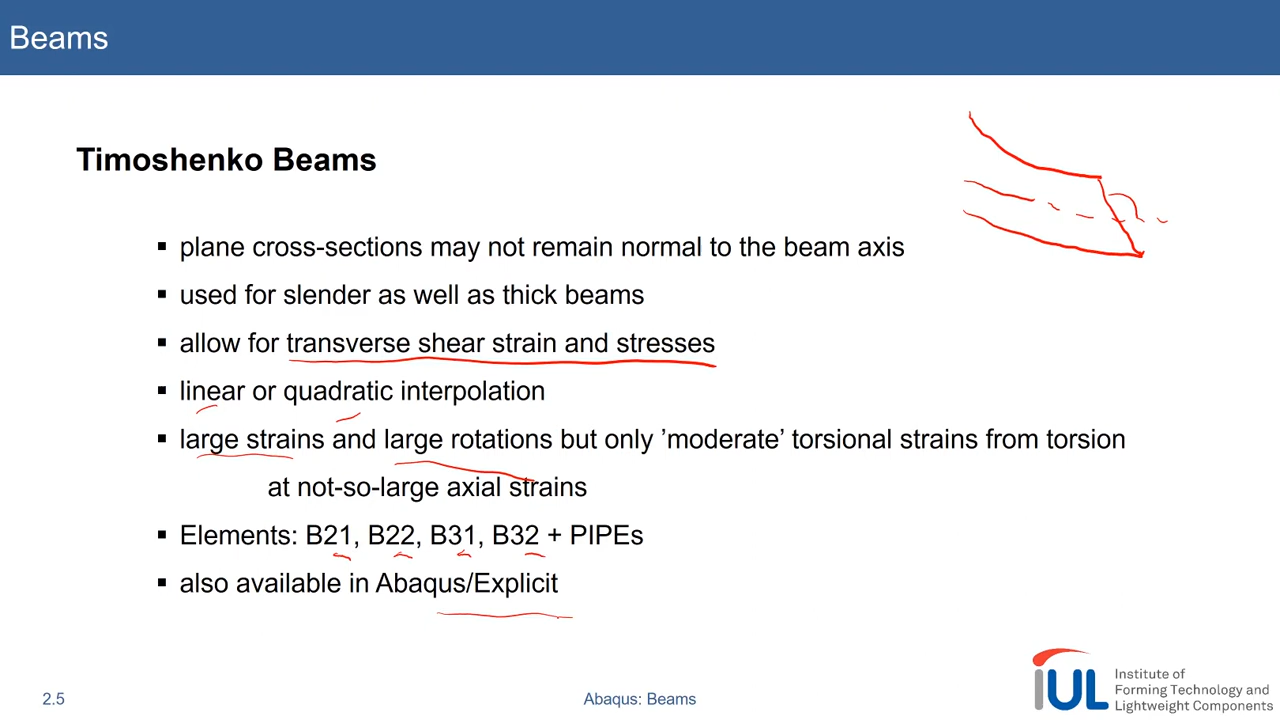 Beams
Timoshenko Beams
▪ plane cross-sections may not remain normal to the beam axis
▪ used for slender as well as thick beams
▪ allow for transverse shear strain and stresses
▪ linear or quadratic interpolation
▪ large strains and large rotations but only ’moderate’ torsional strains from torsion
at not-so-large axial strains
▪ Elements: B21, B22, B31, B32 + PIPEs
▪ also available in Abaqus/Explicit
2.5
Abaqus: Beams
IUL
Institute of
Forming Technology and
Lightweight Components